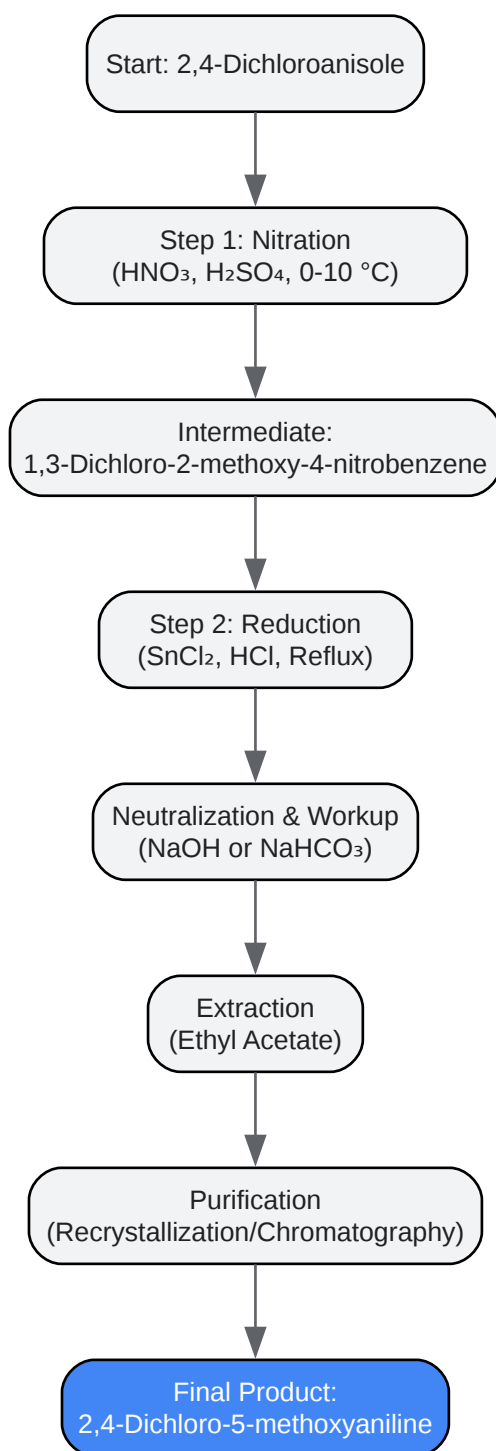 Start: 2,4-Dichloroanisole
Step 1: Nitration
(HNO₃, H₂SO₄, 0-10 °C)
Intermediate:
1,3-Dichloro-2-methoxy-4-nitrobenzene
Step 2: Reduction
(SnCl₂, HCl, Reflux)
Neutralization & Workup
(NaOH or NaHCO₃)
Extraction
(Ethyl Acetate)
Purification
(Recrystallization/Chromatography)
Final Product:
2,4-Dichloro-5-methoxyaniline